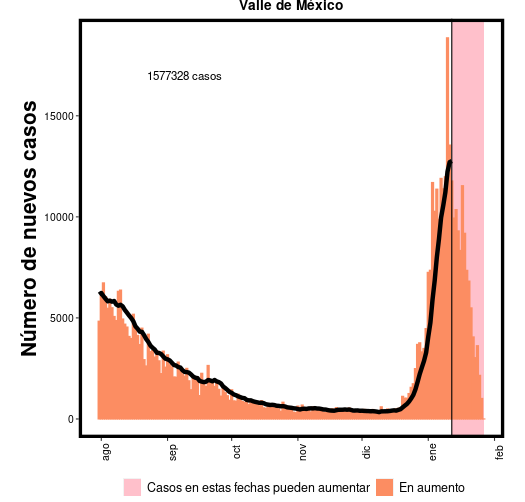 Valle de México
1577328 casos
Número de nuevos casos
15000
10000
5000
0
ago
sep
oct
nov
dic
ene
feb
Casos en estas fechas pueden aumentar
En aumento